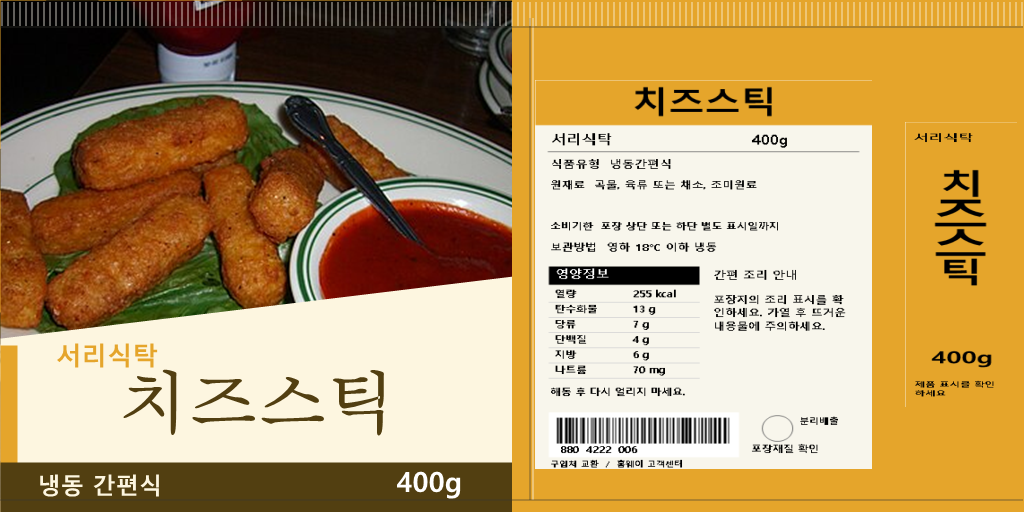 서리식탁
치즈스틱
냉동 간편식
400g
치즈스틱
서리식탁
400g
식품유형 냉동간편식
원재료 곡물, 육류 또는 채소, 조미원료
소비기한 포장 상단 또는 하단 별도 표시일까지
보관방법 영하 18℃ 이하 냉동
영양정보
열량 255 kcal
탄수화물 13 g
당류 7 g
단백질 4 g
지방 6 g
나트륨 70 mg
간편 조리 안내
포장지의 조리 표시를 확
인하세요. 가열 후 뜨거운
내용물에 주의하세요.
해동 후 다시 얼리지 마세요.
880 4222 006
구입처 교환 / 홈웨이 고객센터
분리배출
포장재질 확인
서리식탁
치즈스틱
400g
제품 표시를 확인
하세요